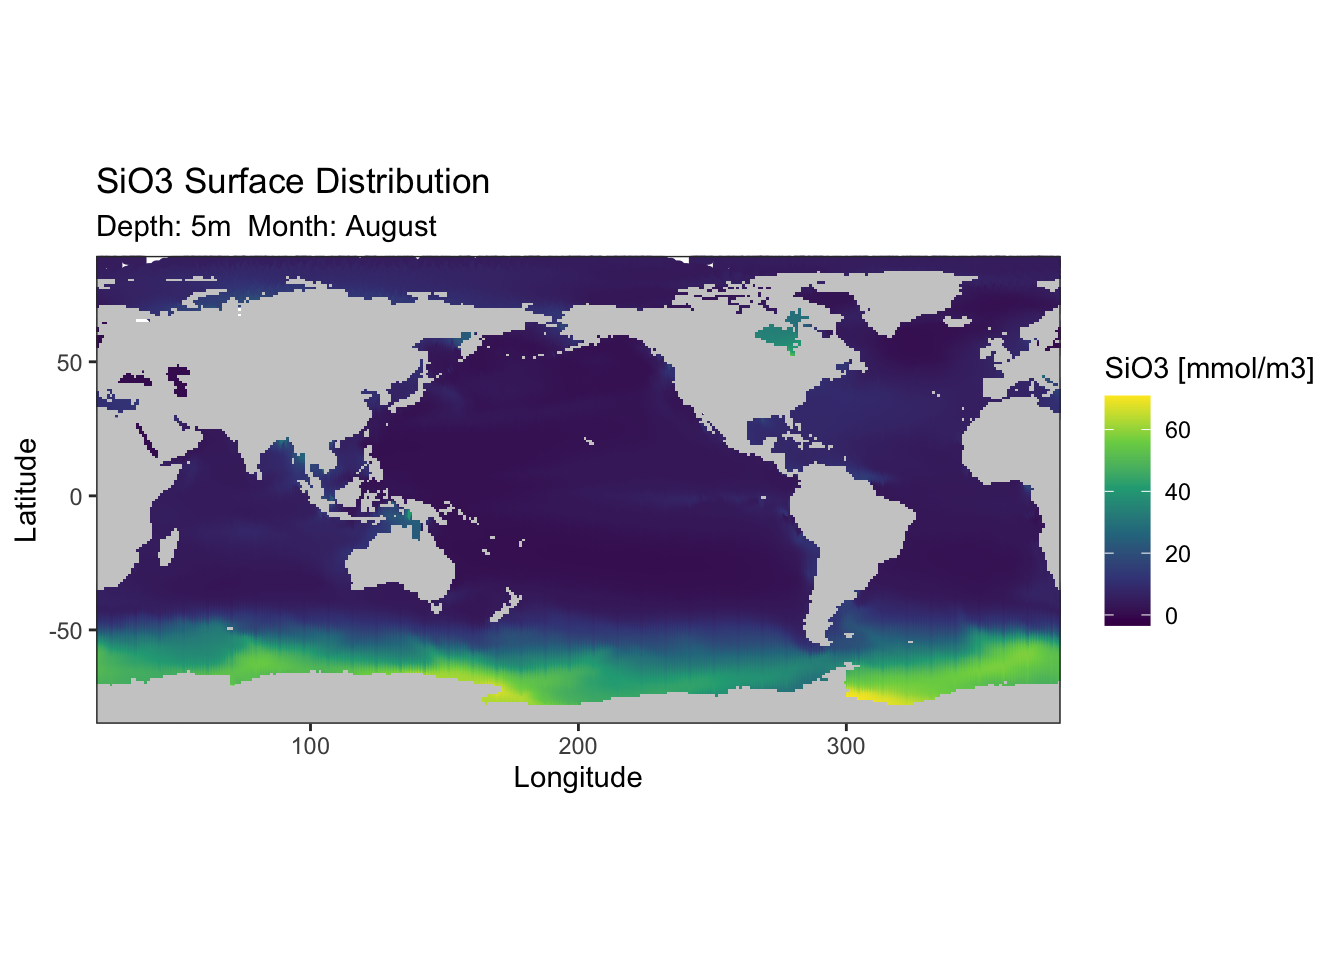 SiO3 Surface Distribution
Depth: 5m  Month: August
SiO3 [mmol/m3]
60
40
20
0
Latitude
50
0
-50
100
200
300
Longitude